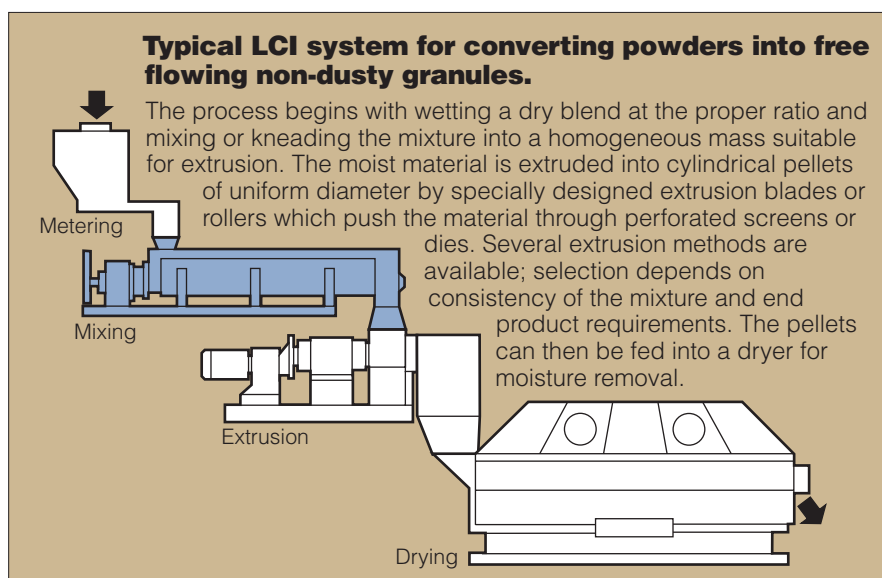 Typical LCI system for converting powders into free
flowing non-dusty granules.
The process begins with wetting a dry blend at the proper ratio and
mixing or kneading the mixture into a homogeneous mass suitable
for extrusion. The moist material is extruded into cylindrical pellets
of uniform diameter by specially designed extrusion blades or
rollers which push the material through perforated screens or
dies. Several extrusion methods are
available; selection depends on
consistency of the mixture and end
product requirements. The pellets
can then be fed into a dryer for
moisture removal.
Metering
Mixing
Extrusion
Drying